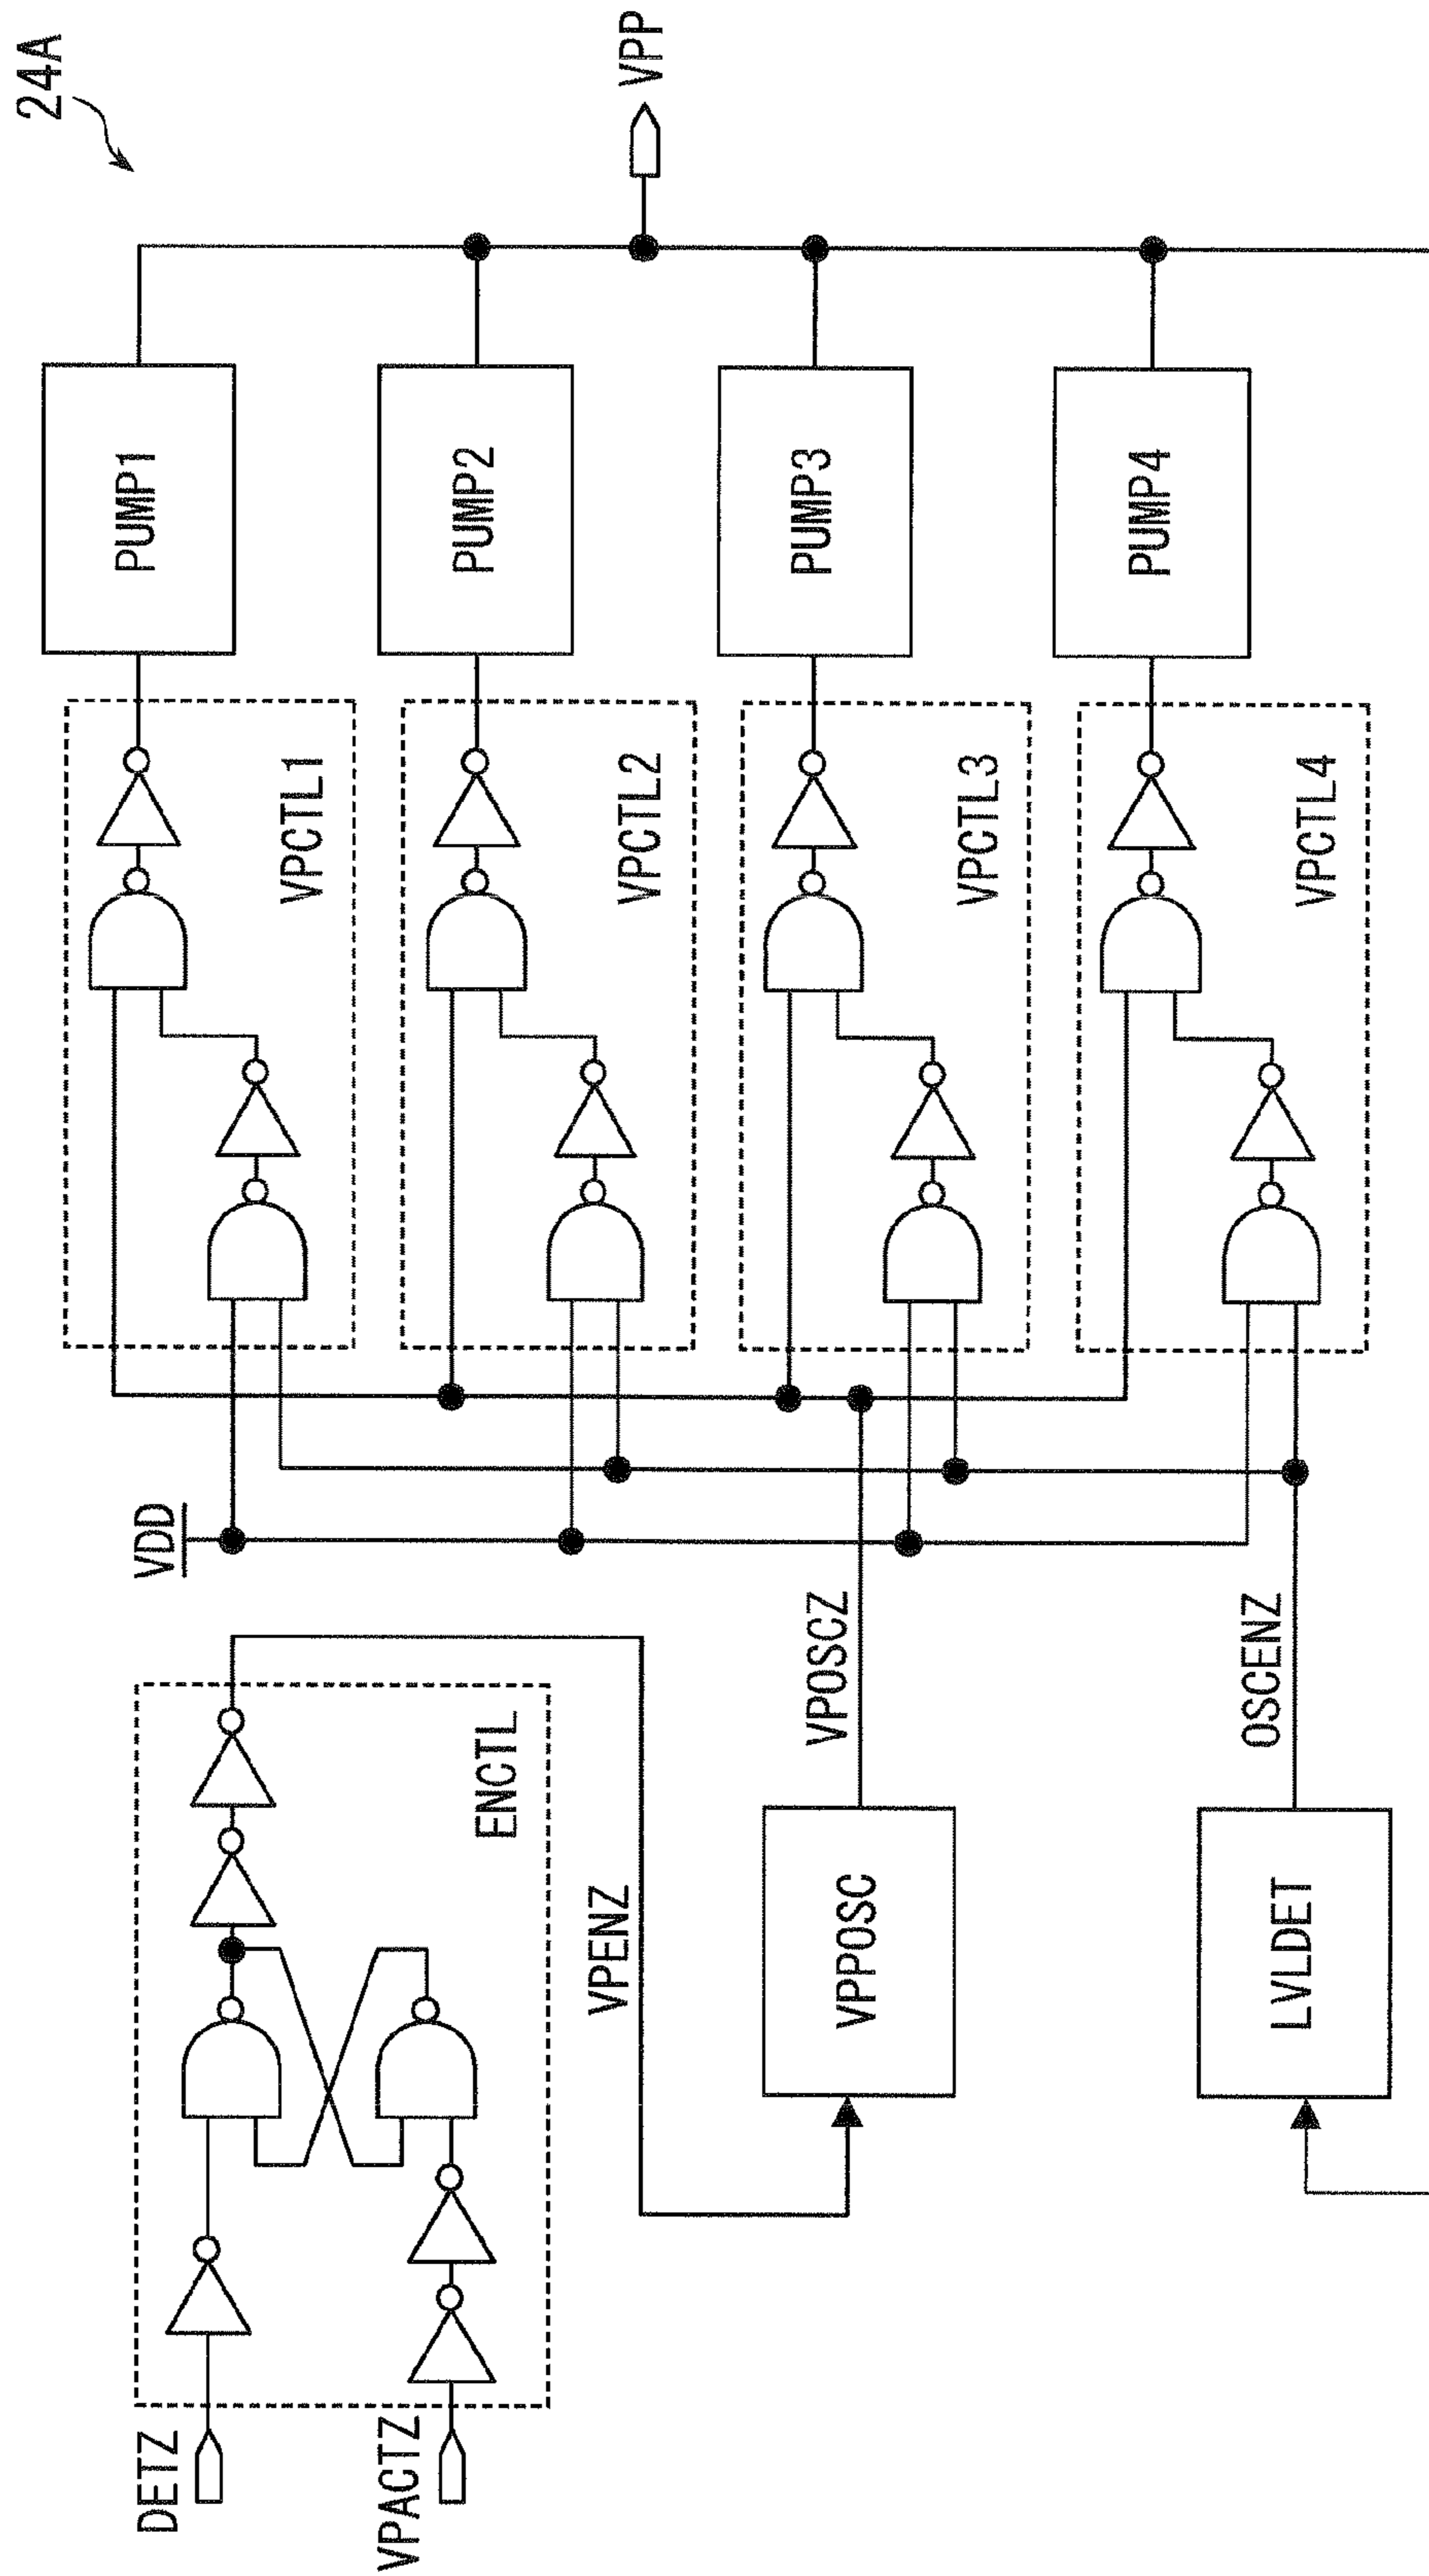 24A
DETZ
VPACTZ
ENCTL
VPENZ
VPPOSC
VPOSCZ
LVLDET
OSCENZ
VDD
VPCTL1
VPCTL2
VPCTL3
VPCTL4
PUMP1
PUMP2
PUMP3
PUMP4
VPP